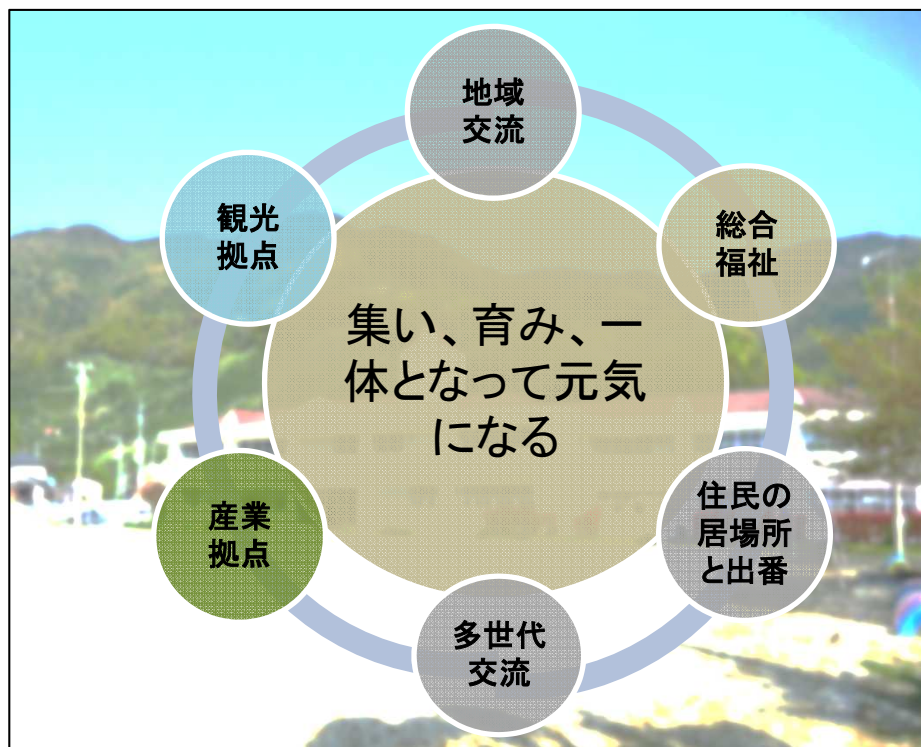 地域
交流
観光
拠点
総合
福祉
集い、育み、一
体となって元気
になる
産業
拠点
住民の
居場所
と出番
多世代
交流